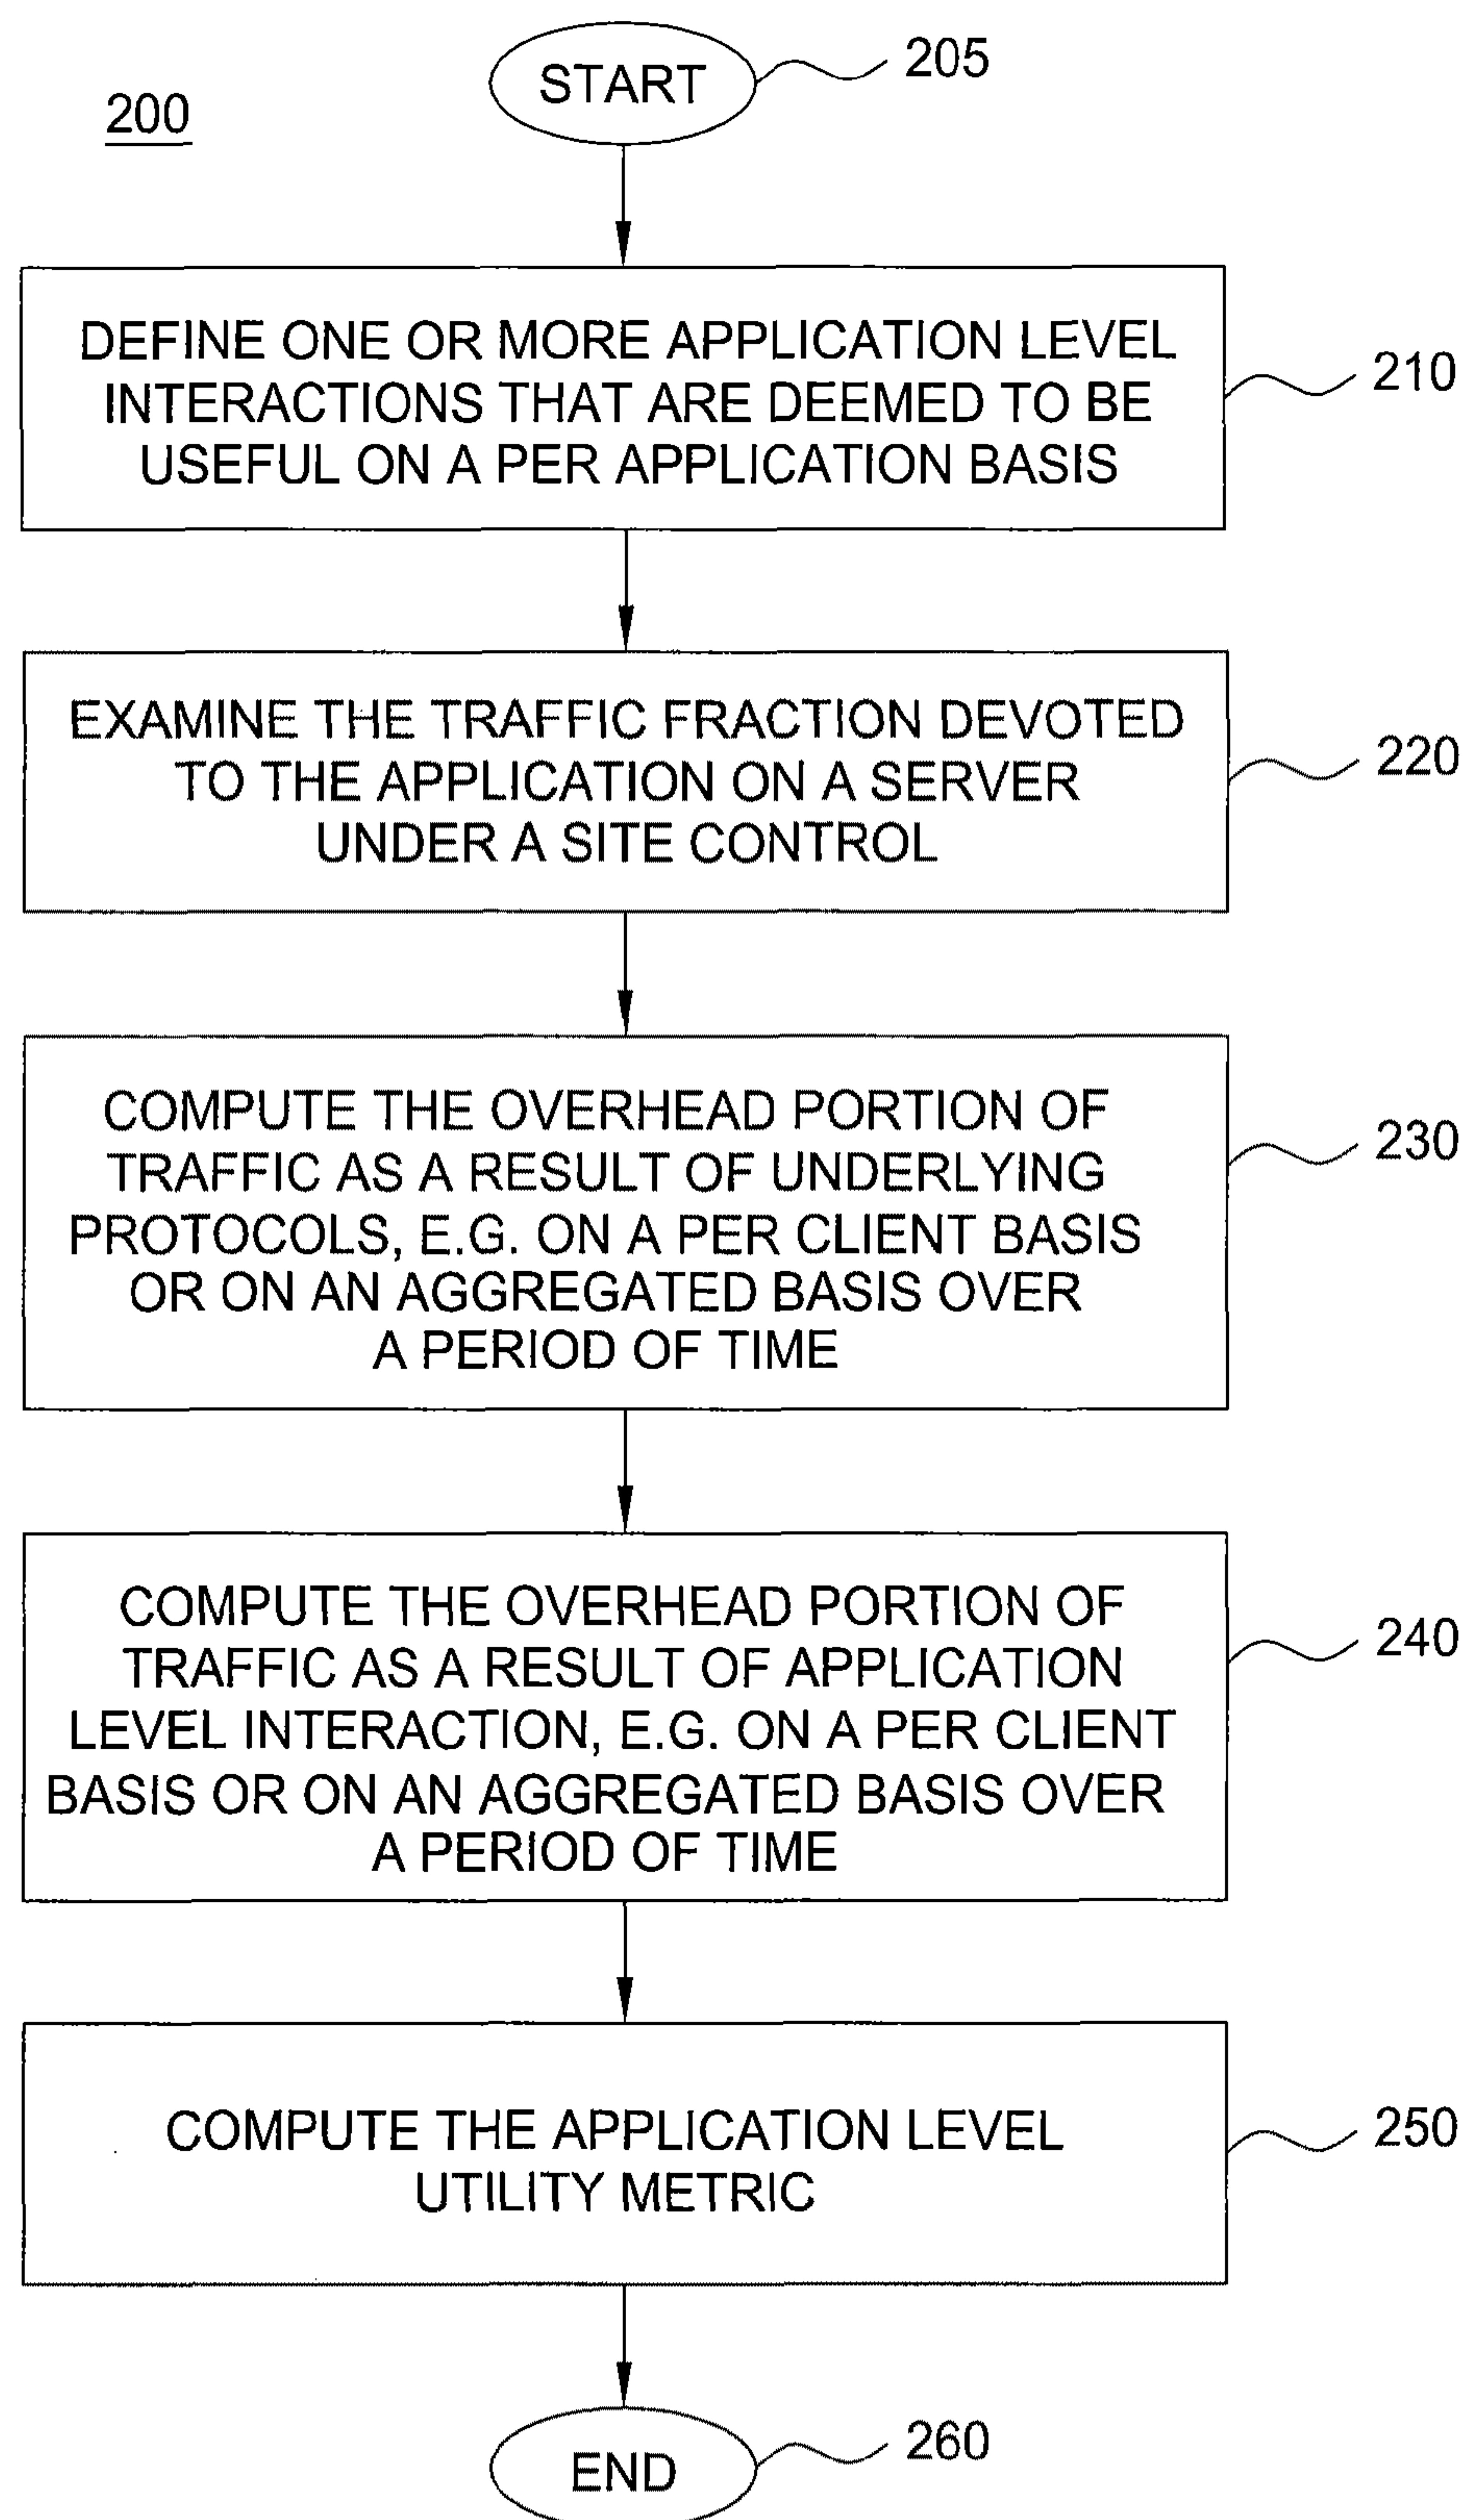 200
START
205
DEFINE ONE OR MORE APPLICATION LEVEL
INTERACTIONS THAT ARE DEEMED TO BE
USEFUL ON A PER APPLICATION BASIS
210
EXAMINE THE TRAFFIC FRACTION DEVOTED
TO THE APPLICATION ON A SERVER
UNDER A SITE CONTROL
220
COMPUTE THE OVERHEAD PORTION OF
TRAFFIC AS A RESULT OF UNDERLYING
PROTOCOLS, E.G. ON A PER CLIENT BASIS
OR ON AN AGGREGATED BASIS OVER
A PERIOD OF TIME
230
COMPUTE THE OVERHEAD PORTION OF
TRAFFIC AS A RESULT OF APPLICATION
LEVEL INTERACTION, E.G. ON A PER CLIENT
BASIS OR ON AN AGGREGATED BASIS OVER
A PERIOD OF TIME
240
COMPUTE THE APPLICATION LEVEL
UTILITY METRIC
250
END
260